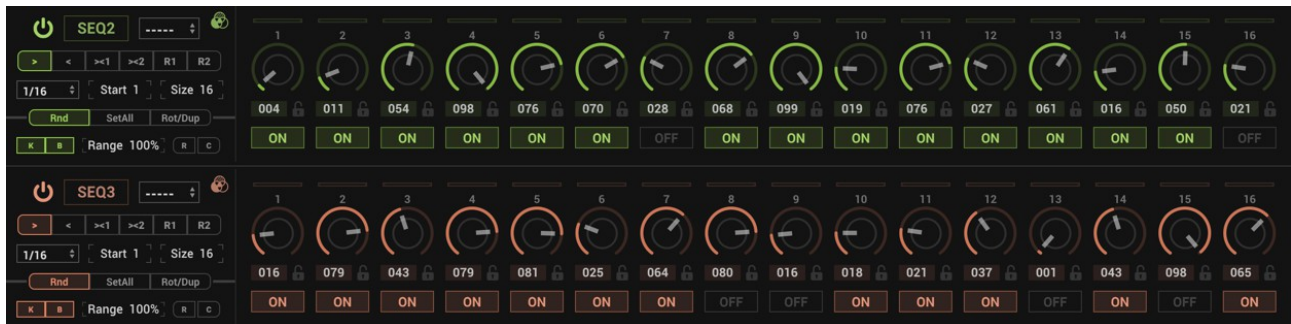 SEQ2 -----
1 2 3 4 5 6 7 8 9 10 11 12 13 14 15 16
> < ><1 ><2 R1 R2
1/16 Start 1 Size 16
004 011 054 098 076 070 028 068 099 019 076 027 061 016 050 021
Rnd SetAll Rot/Dup
ON ON ON ON ON ON OFF ON ON ON ON ON ON ON ON OFF
K B Range 100% R C
SEQ3 -----
1 2 3 4 5 6 7 8 9 10 11 12 13 14 15 16
> < ><1 ><2 R1 R2
1/16 Start 1 Size 16
016 079 043 079 081 025 064 080 016 018 021 037 001 043 098 065
Rnd SetAll Rot/Dup
ON ON ON ON ON ON ON OFF OFF ON ON ON OFF ON OFF ON
K B Range 100% R C